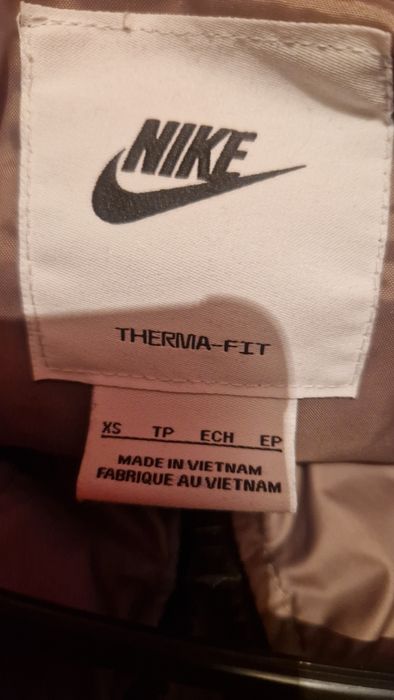 NIKE
THERMA-FIT
XS TP ECH EP
MADE IN VIETNAM
FABRIQUE AU VIETNAM